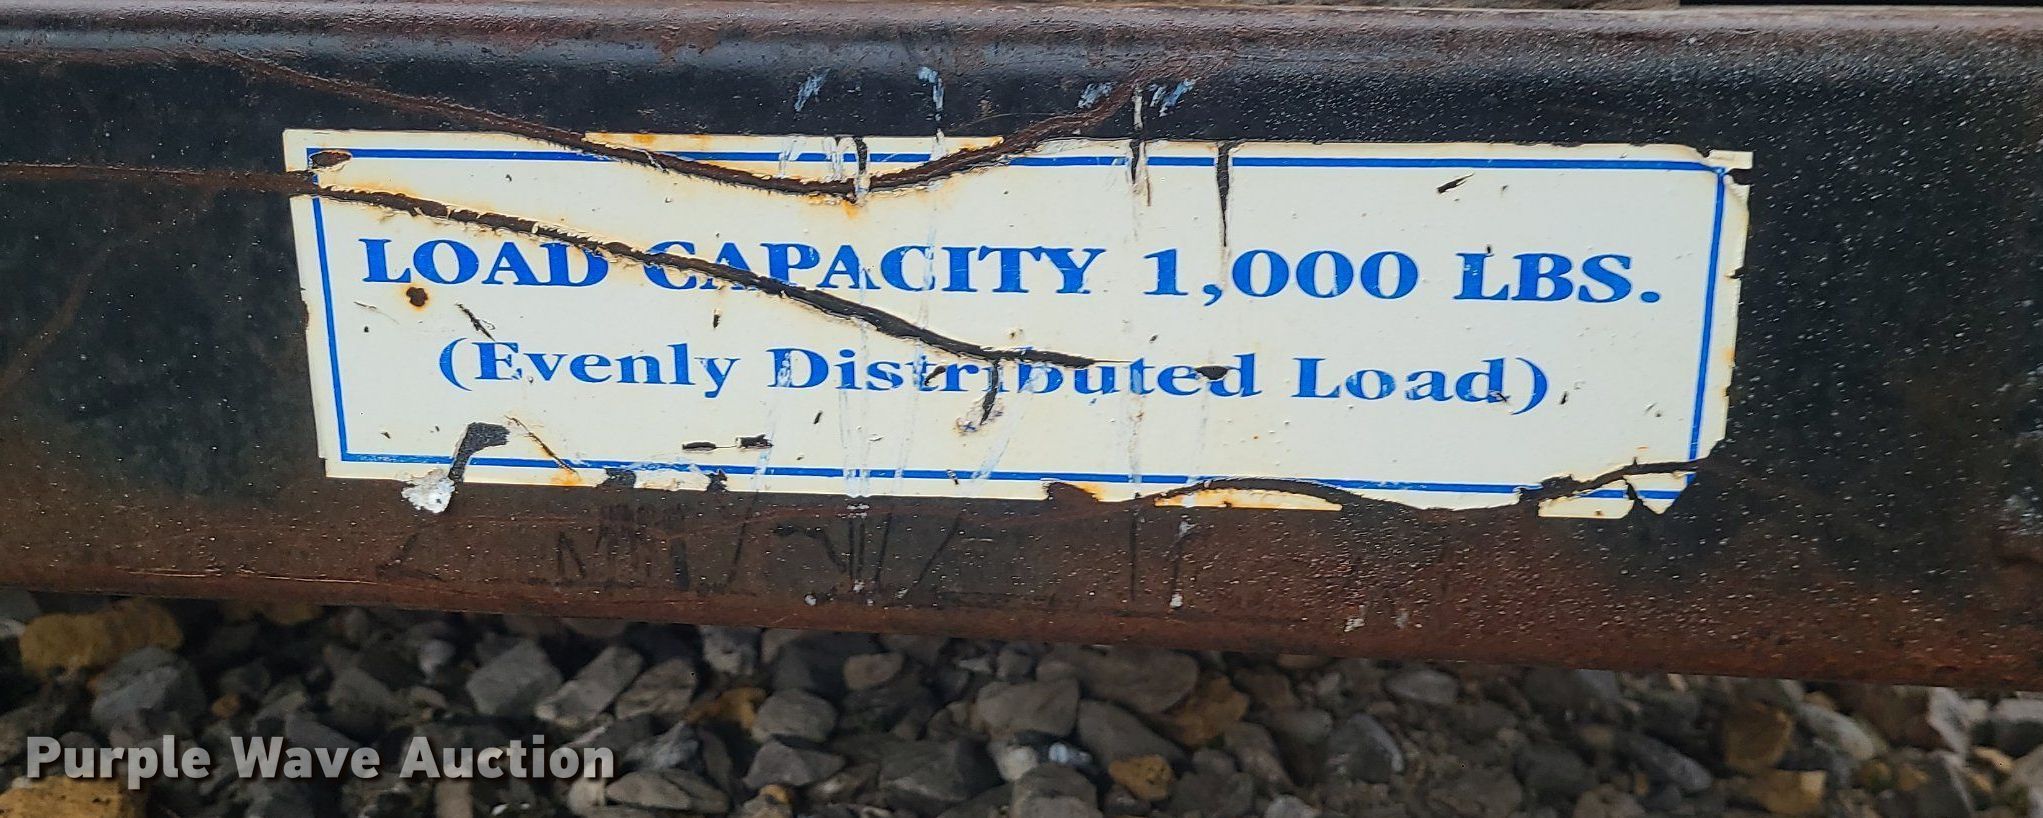 LOAD CAPACITY 1,000 LBS.
(Evenly Distributed Load)
Purple Wave Auction